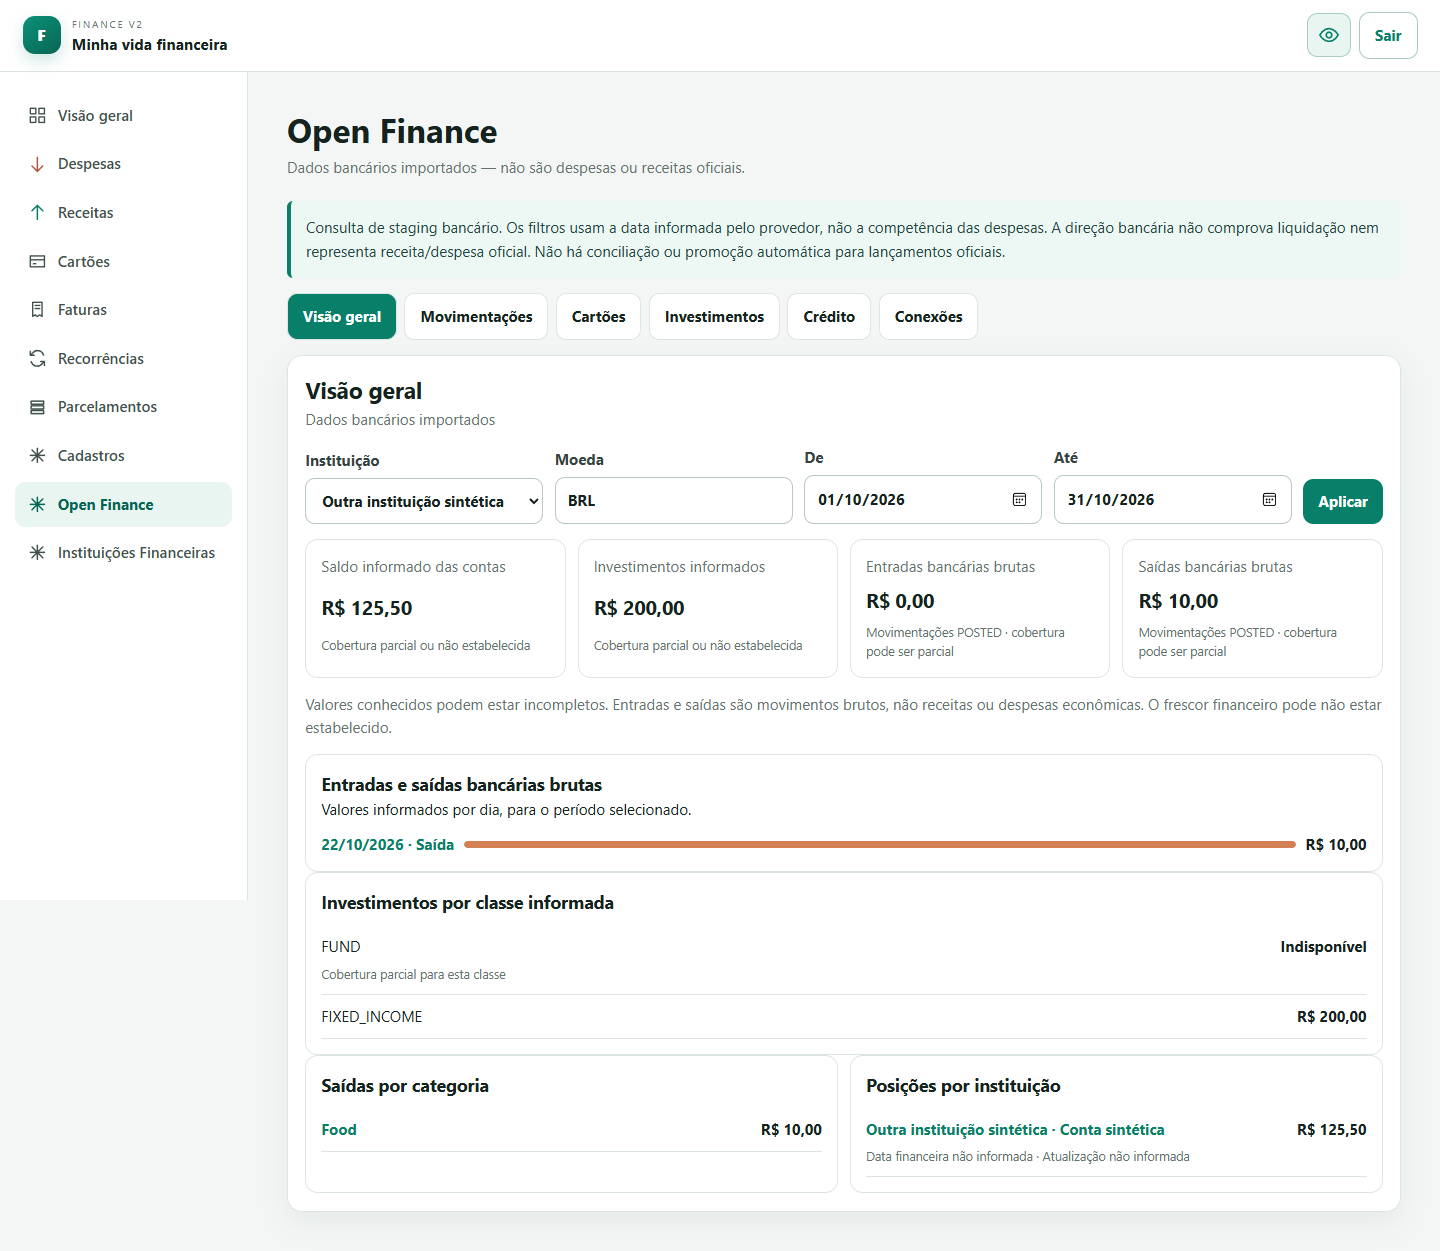 F
FINANCE V2
Minha vida financeira
Sair
Visão geral
Despesas
Receitas
Cartões
Faturas
Recorrências
Parcelamentos
Cadastros
Open Finance
Instituições Financeiras
Open Finance
Dados bancários importados — não são despesas ou receitas oficiais.
Consulta de staging bancário. Os filtros usam a data informada pelo provedor, não a competência das despesas. A direção bancária não comprova liquidação nem
representa receita/despesa oficial. Não há conciliação ou promoção automática para lançamentos oficiais.
Visão geral Movimentações Cartões Investimentos Crédito Conexões
Visão geral
Dados bancários importados
Instituição Moeda De Até
Outra instituição sintética BRL 01/10/2026 31/10/2026 Aplicar
Saldo informado das contas
R$ 125,50
Cobertura parcial ou não estabelecida
Investimentos informados
R$ 200,00
Cobertura parcial ou não estabelecida
Entradas bancárias brutas
R$ 0,00
Movimentações POSTED · cobertura
pode ser parcial
Saídas bancárias brutas
R$ 10,00
Movimentações POSTED · cobertura
pode ser parcial
Valores conhecidos podem estar incompletos. Entradas e saídas são movimentos brutos, não receitas ou despesas econômicas. O frescor financeiro pode não estar
estabelecido.
Entradas e saídas bancárias brutas
Valores informados por dia, para o período selecionado.
22/10/2026 · Saída R$ 10,00
Investimentos por classe informada
FUND Indisponível
Cobertura parcial para esta classe
FIXED_INCOME R$ 200,00
Saídas por categoria
Food R$ 10,00
Posições por instituição
Outra instituição sintética · Conta sintética R$ 125,50
Data financeira não informada · Atualização não informada